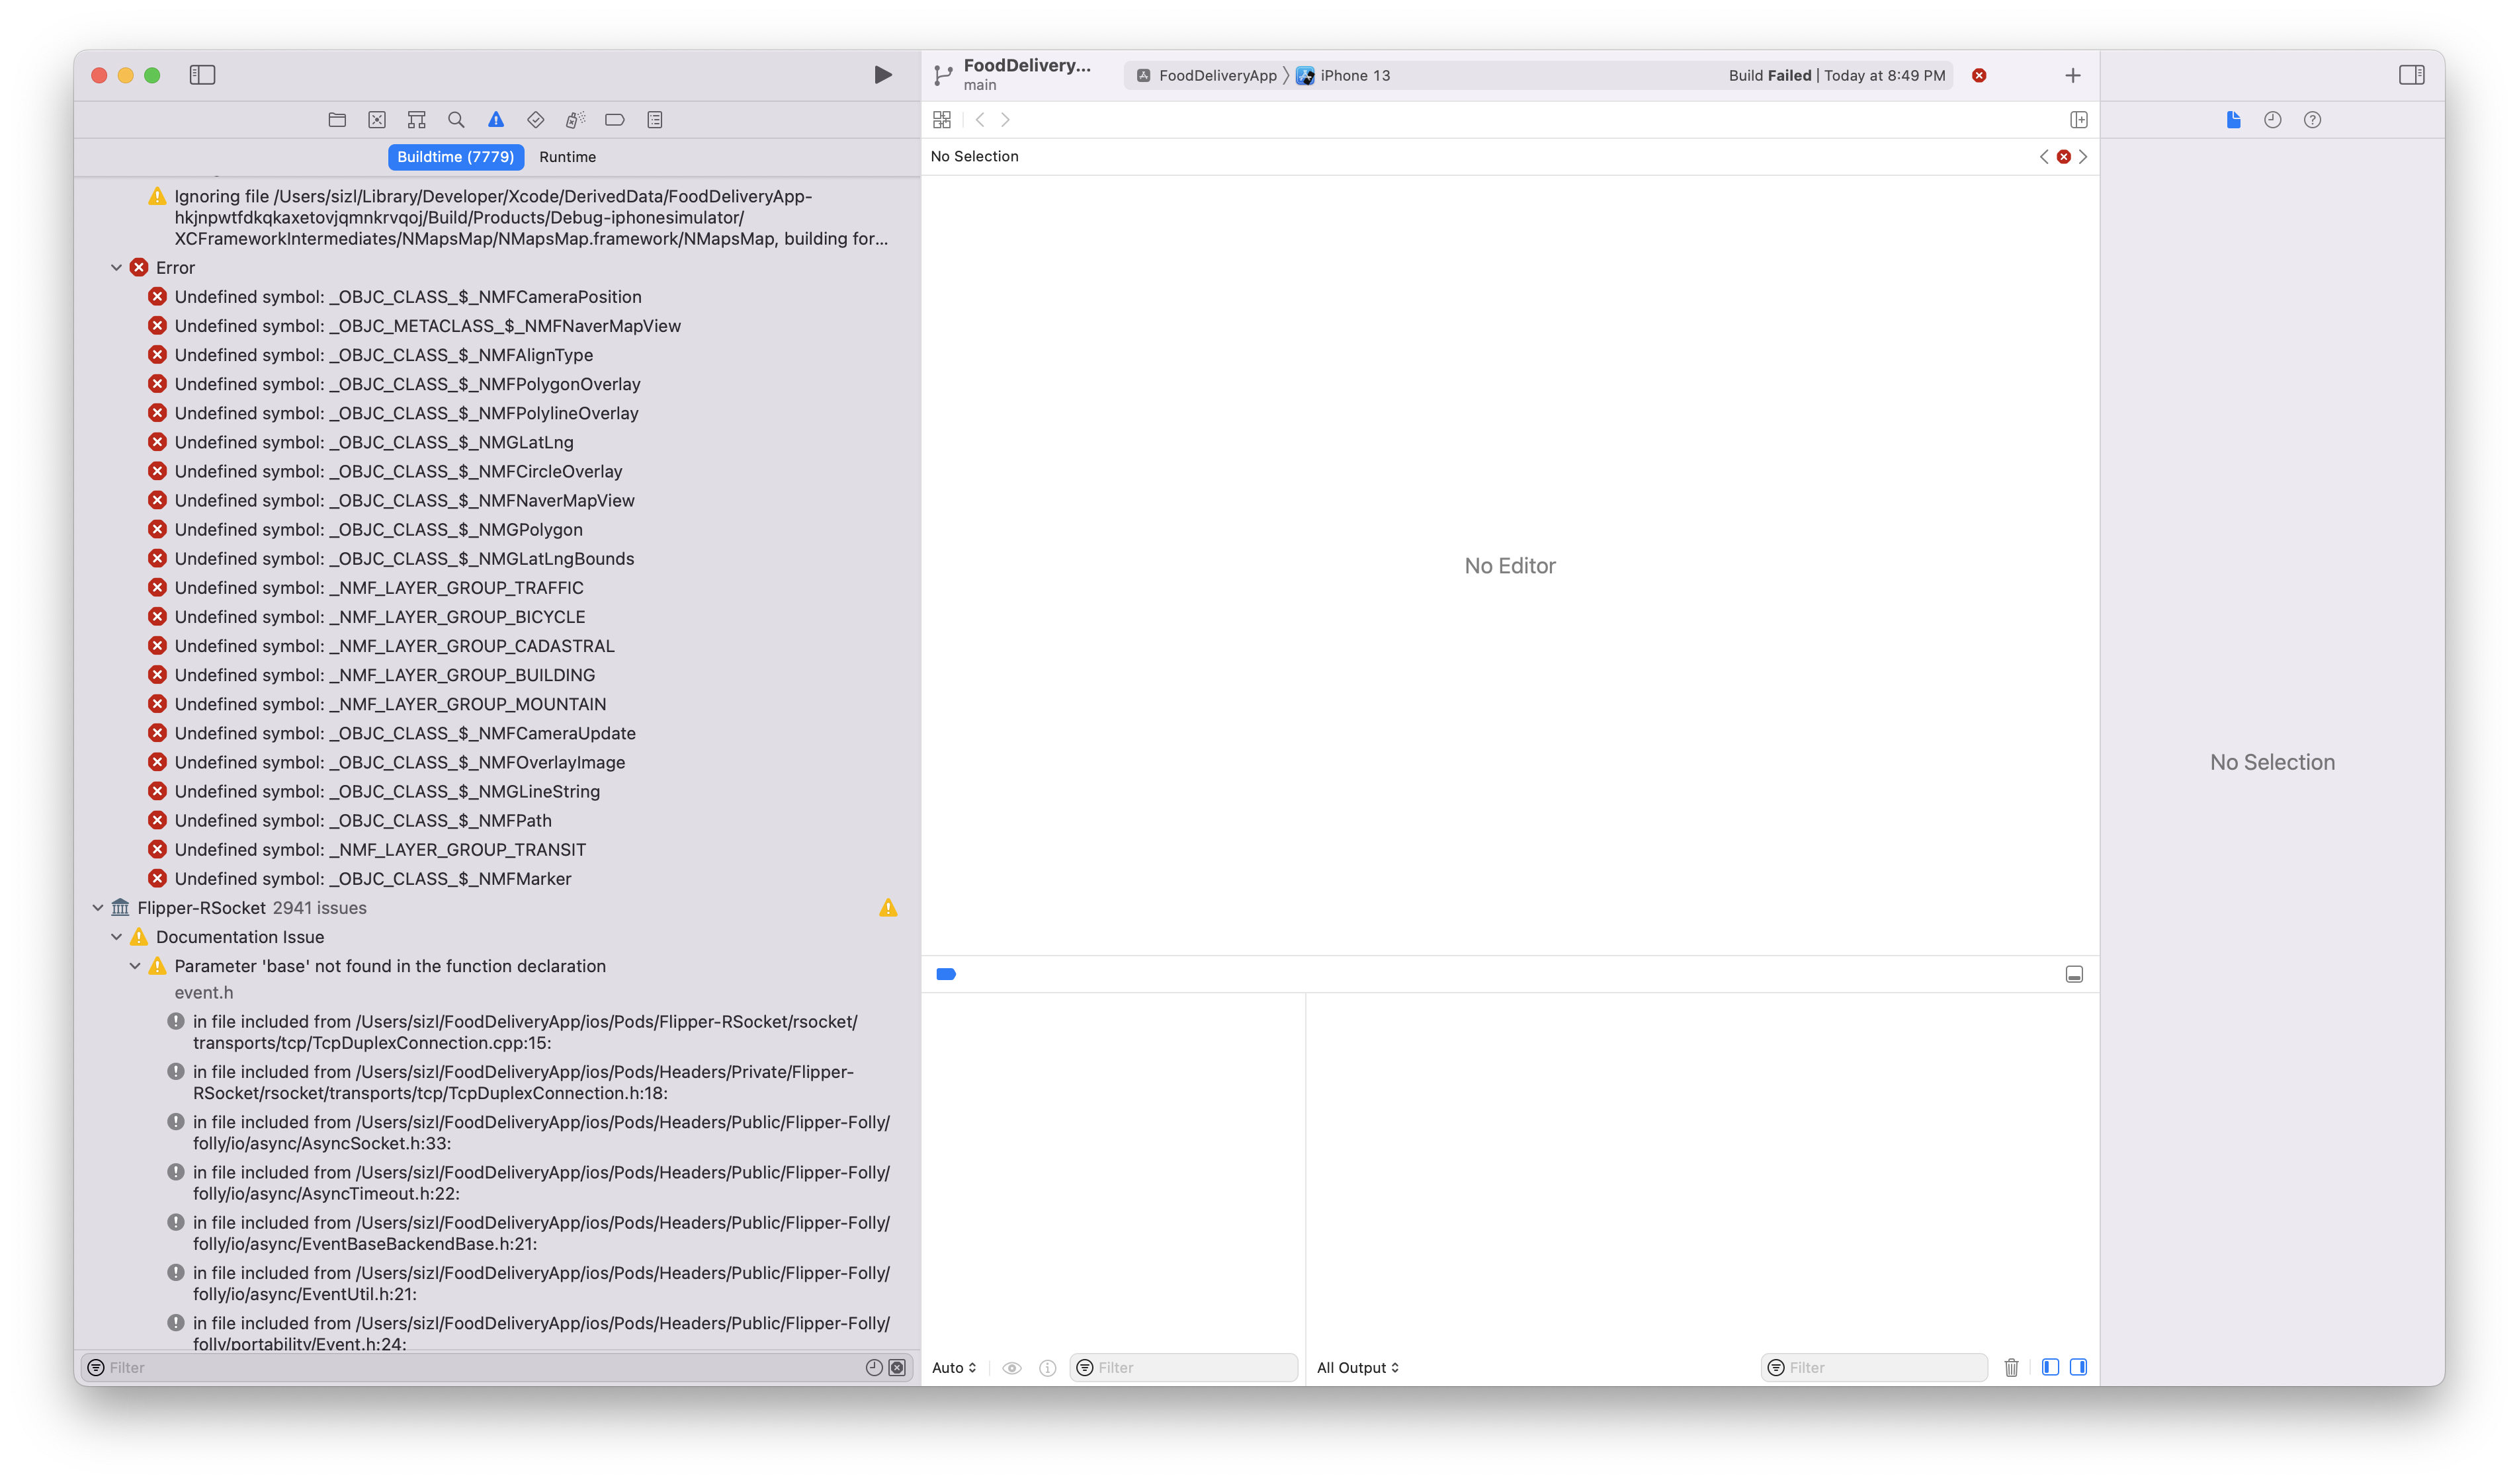 FoodDelivery...
main
FoodDeliveryApp
iPhone 13
Build Failed | Today at 8:49 PM
Buildtime (7779)
Runtime
Ignoring file /Users/sizl/Library/Developer/Xcode/DerivedData/FoodDeliveryApp-
hkjnpwtfdkqkaxetovjqmnkrvqoj/Build/Products/Debug-iphonesimulator/
XCFrameworkIntermediates/NMapsMap/NMapsMap.framework/NMapsMap, building for...
Error
Undefined symbol: _OBJC_CLASS_$_NMFCameraPosition
Undefined symbol: _OBJC_METACLASS_$_NMFNaverMapView
Undefined symbol: _OBJC_CLASS_$_NMFAlignType
Undefined symbol: _OBJC_CLASS_$_NMFPolygonOverlay
Undefined symbol: _OBJC_CLASS_$_NMFPolylineOverlay
Undefined symbol: _OBJC_CLASS_$_NMGLatLng
Undefined symbol: _OBJC_CLASS_$_NMFCircleOverlay
Undefined symbol: _OBJC_CLASS_$_NMFNaverMapView
Undefined symbol: _OBJC_CLASS_$_NMGPolygon
Undefined symbol: _OBJC_CLASS_$_NMGLatLngBounds
Undefined symbol: _NMF_LAYER_GROUP_TRAFFIC
Undefined symbol: _NMF_LAYER_GROUP_BICYCLE
Undefined symbol: _NMF_LAYER_GROUP_CADASTRAL
Undefined symbol: _NMF_LAYER_GROUP_BUILDING
Undefined symbol: _NMF_LAYER_GROUP_MOUNTAIN
Undefined symbol: _OBJC_CLASS_$_NMFCameraUpdate
Undefined symbol: _OBJC_CLASS_$_NMFOverlayImage
Undefined symbol: _OBJC_CLASS_$_NMGLineString
Undefined symbol: _OBJC_CLASS_$_NMFPath
Undefined symbol: _NMF_LAYER_GROUP_TRANSIT
Undefined symbol: _OBJC_CLASS_$_NMFMarker
Flipper-RSocket 2941 issues
Documentation Issue
Parameter 'base' not found in the function declaration
event.h
in file included from /Users/sizl/FoodDeliveryApp/ios/Pods/Flipper-RSocket/rsocket/
transports/tcp/TcpDuplexConnection.cpp:15:
in file included from /Users/sizl/FoodDeliveryApp/ios/Pods/Headers/Private/Flipper-
RSocket/rsocket/transports/tcp/TcpDuplexConnection.h:18:
in file included from /Users/sizl/FoodDeliveryApp/ios/Pods/Headers/Public/Flipper-Folly/
folly/io/async/AsyncSocket.h:33:
in file included from /Users/sizl/FoodDeliveryApp/ios/Pods/Headers/Public/Flipper-Folly/
folly/io/async/AsyncTimeout.h:22:
in file included from /Users/sizl/FoodDeliveryApp/ios/Pods/Headers/Public/Flipper-Folly/
folly/io/async/EventBaseBackendBase.h:21:
in file included from /Users/sizl/FoodDeliveryApp/ios/Pods/Headers/Public/Flipper-Folly/
folly/io/async/EventUtil.h:21:
in file included from /Users/sizl/FoodDeliveryApp/ios/Pods/Headers/Public/Flipper-Folly/
folly/portability/Event.h:24:
Filter
No Selection
No Editor
Auto
Filter
All Output
Filter
No Selection